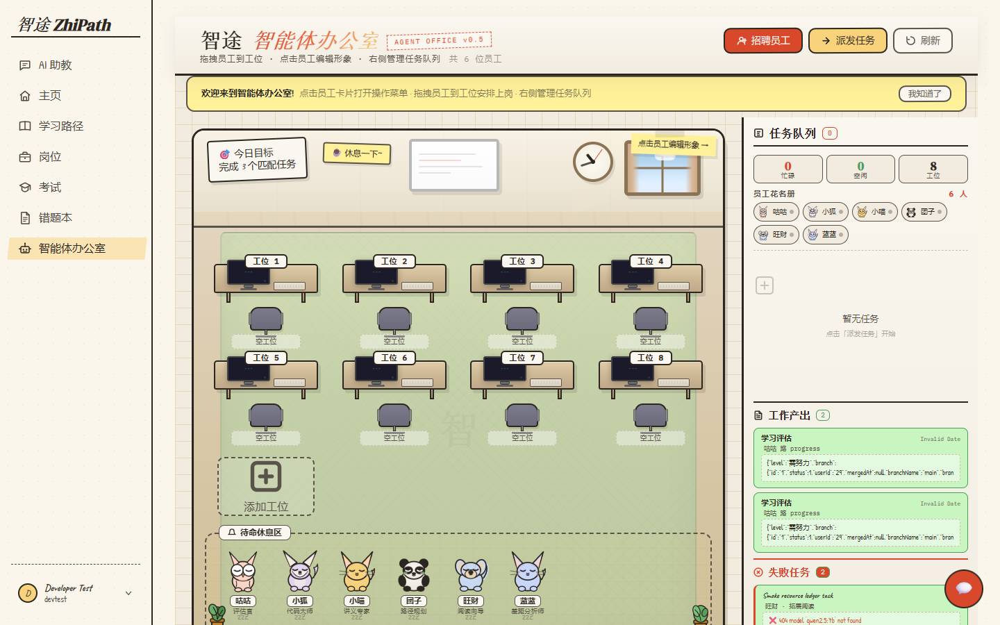 智途 ZhiPath
AI 助教
主页
学习路径
岗位
考试
错题本
智能体办公室
D
Developer Test
devtest
智途 智能体办公室 AGENT OFFICE v0.5
拖拽员工到工位 · 点击员工编辑形象 · 右侧管理任务队列 共 6 位员工
招聘员工
派发任务
刷新
欢迎来到智能体办公室! 点击员工卡片打开操作菜单 · 拖拽员工到工位安排上岗 · 右侧管理任务队列
我知道了
今日目标
完成 3 个匹配任务
休息一下~
点击员工编辑形象 →
工位 1
工位 2
工位 3
工位 4
空工位
空工位
空工位
空工位
工位 5
工位 6
工位 7
工位 8
空工位
空工位
空工位
空工位
智
添加工位
待命休息区
咕咕
评估官
zzz
小狐
代码大师
zzz
小喵
讲义专家
zzz
团子
路径规划
zzz
旺财
阅读向导
zzz
蓝蓝
差距分析师
zzz
任务队列 0
0
忙碌
0
空闲
8
工位
员工花名册 6 人
咕咕
小狐
小喵
团子
旺财
蓝蓝
暂无任务
点击「派发任务」开始
工作产出 2
学习评估 Invalid Date
咕咕 路 progress
{"level":"需努力","branch":
{"id":"1","status":1,"userId":"29","mergedAt":null,"branchName":"main","bran
学习评估 Invalid Date
咕咕 路 progress
{"level":"需努力","branch":
{"id":"1","status":1,"userId":"29","mergedAt":null,"branchName":"main","bran
失败任务 2
Smoke resource ledger task
旺财 · 拓展阅读
404 model 'qwen2.5:7b' not found